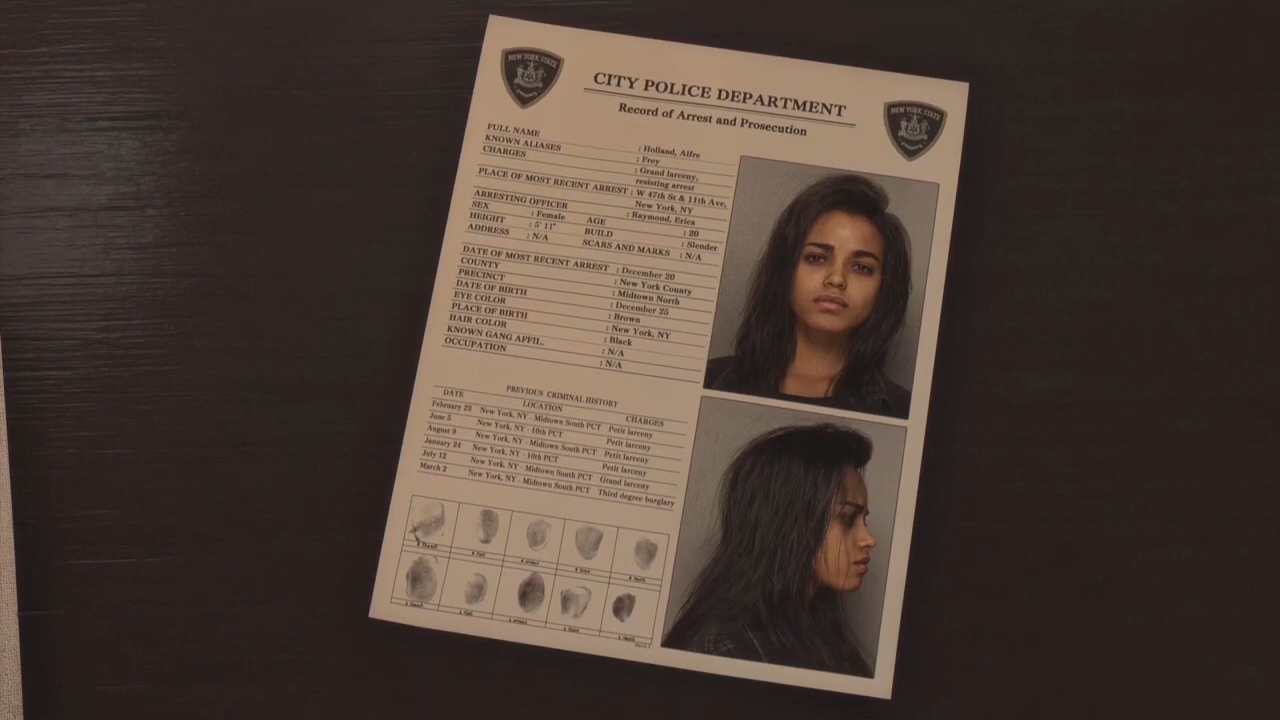 NEW YORK STATE
NEW YORK STATE
CITY POLICE DEPARTMENT
Record of Arrest and Prosecution
FULL NAME : Holland, Alfre
KNOWN ALIASES : Frey
CHARGES : Grand larceny,
resisting arrest
PLACE OF MOST RECENT ARREST : W 47th St & 11th Ave,
New York, NY
ARRESTING OFFICER : Raymond, Erica
SEX : Female AGE : 20
HEIGHT : 5' 11" BUILD : Slender
ADDRESS : N/A SCARS AND MARKS : N/A
DATE OF MOST RECENT ARREST : December 20
COUNTY : New York County
PRECINCT : Midtown North
DATE OF BIRTH : December 25
EYE COLOR : Brown
PLACE OF BIRTH : New York, NY
HAIR COLOR : Black
KNOWN GANG AFFIL. : N/A
OCCUPATION : N/A
PREVIOUS CRIMINAL HISTORY
DATE LOCATION CHARGES
February 23 New York, NY - Midtown South PCT Petit larceny
June 5 New York, NY - 10th PCT Petit larceny
August 9 New York, NY - Midtown South PCT Petit larceny
January 24 New York, NY - 10th PCT Petit larceny
July 12 New York, NY - Midtown South PCT Grand larceny
March 2 New York, NY - Midtown South PCT Third degree burglary